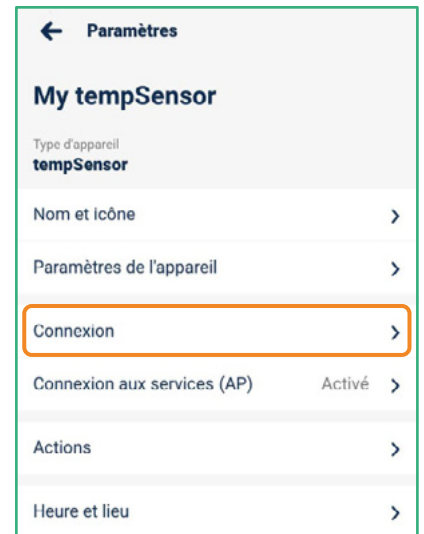 Paramètres
My tempSensor
Type d'appareil
tempSensor
Nom et icône
Paramètres de l'appareil
Connexion
Connexion aux services (AP) Activé
Actions
Heure et lieu